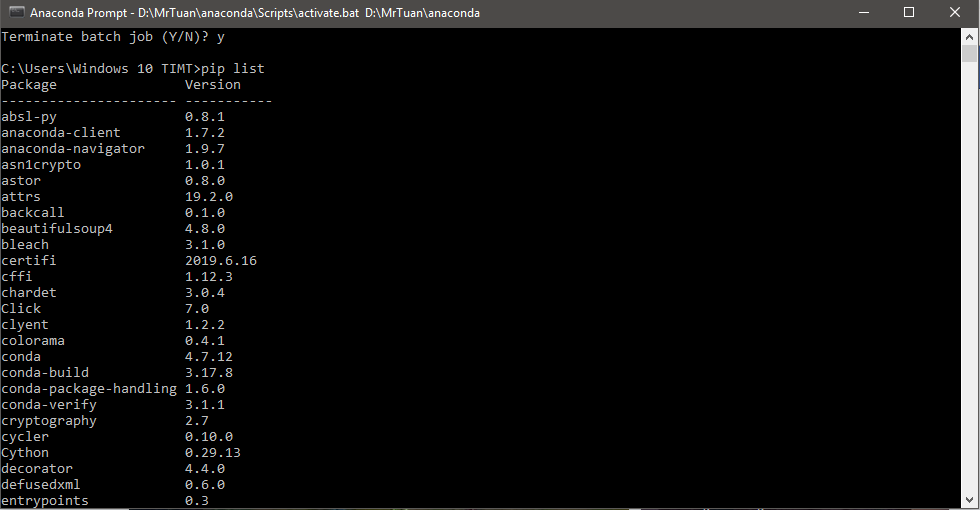 Anaconda Prompt - D:\MrTuan\anaconda\Scripts\activate.bat D:\MrTuan\anaconda
Terminate batch job (Y/N)? y
C:\Users\Windows 10 TIMT>pip list
Package Version
---------------------- -----------
absl-py 0.8.1
anaconda-client 1.7.2
anaconda-navigator 1.9.7
asn1crypto 1.0.1
astor 0.8.0
attrs 19.2.0
backcall 0.1.0
beautifulsoup4 4.8.0
bleach 3.1.0
certifi 2019.6.16
cffi 1.12.3
chardet 3.0.4
Click 7.0
clyent 1.2.2
colorama 0.4.1
conda 4.7.12
conda-build 3.17.8
conda-package-handling 1.6.0
conda-verify 3.1.1
cryptography 2.7
cycler 0.10.0
Cython 0.29.13
decorator 4.4.0
defusedxml 0.6.0
entrypoints 0.3